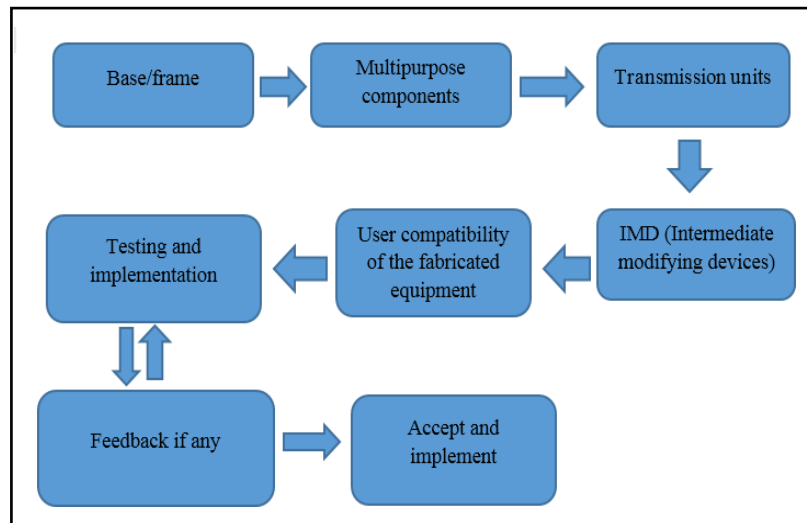 Base/frame
Multipurpose
components
Transmission units
IMD (Intermediate
modifying devices)
User compatibility
of the fabricated
equipment
Testing and
implementation
Feedback if any
Accept and
implement